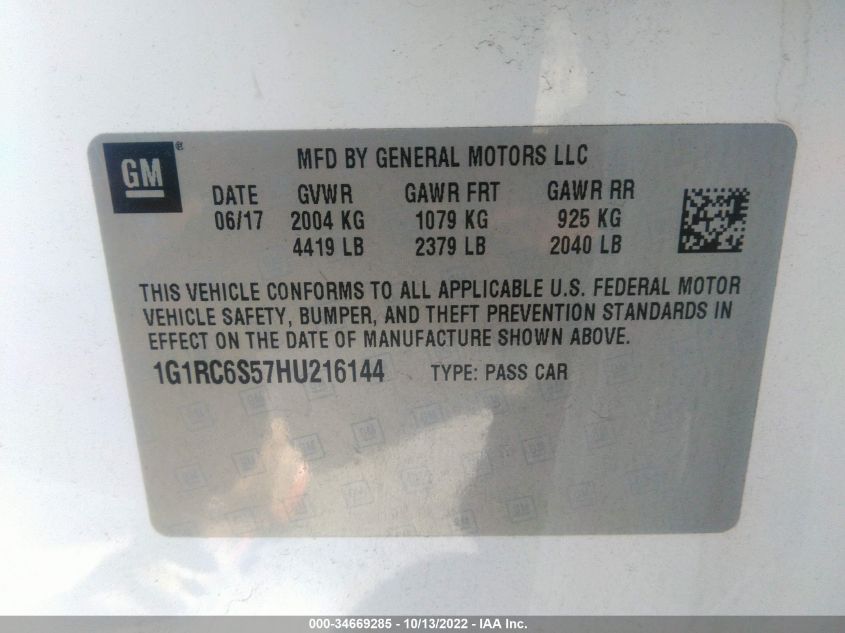 GM®
MFD BY GENERAL MOTORS LLC
DATE GVWR GAWR FRT GAWR RR
06/17 2004 KG 1079 KG 925 KG
4419 LB 2379 LB 2040 LB
THIS VEHICLE CONFORMS TO ALL APPLICABLE U.S. FEDERAL MOTOR
VEHICLE SAFETY, BUMPER, AND THEFT PREVENTION STANDARDS IN
EFFECT ON THE DATE OF MANUFACTURE SHOWN ABOVE.
1G1RC6S57HU216144 TYPE: PASS CAR
000-34669285 - 10/13/2022 - IAAI.com